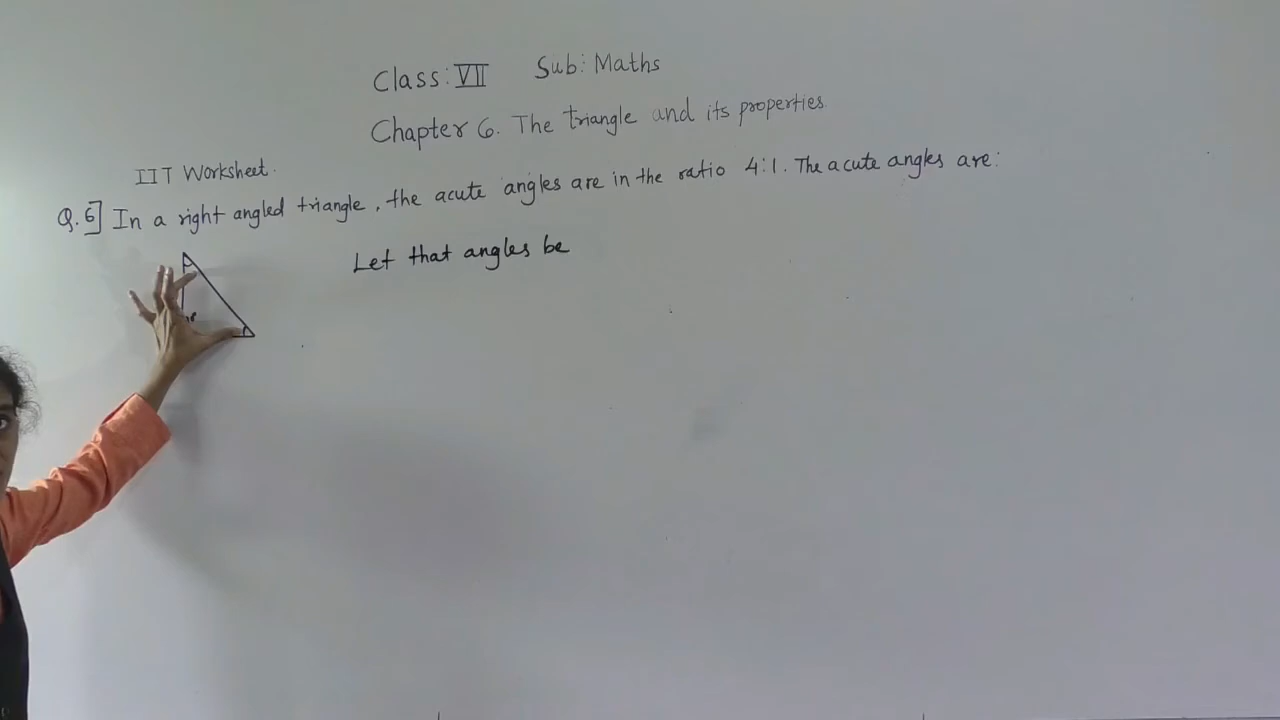 Class: VII Sub: Maths
Chapter 6. The triangle and its properties
IIT Worksheet.
Q.6] In a right angled triangle, the acute angles are in the ratio 4:1. The acute angles are:
Let that angles be